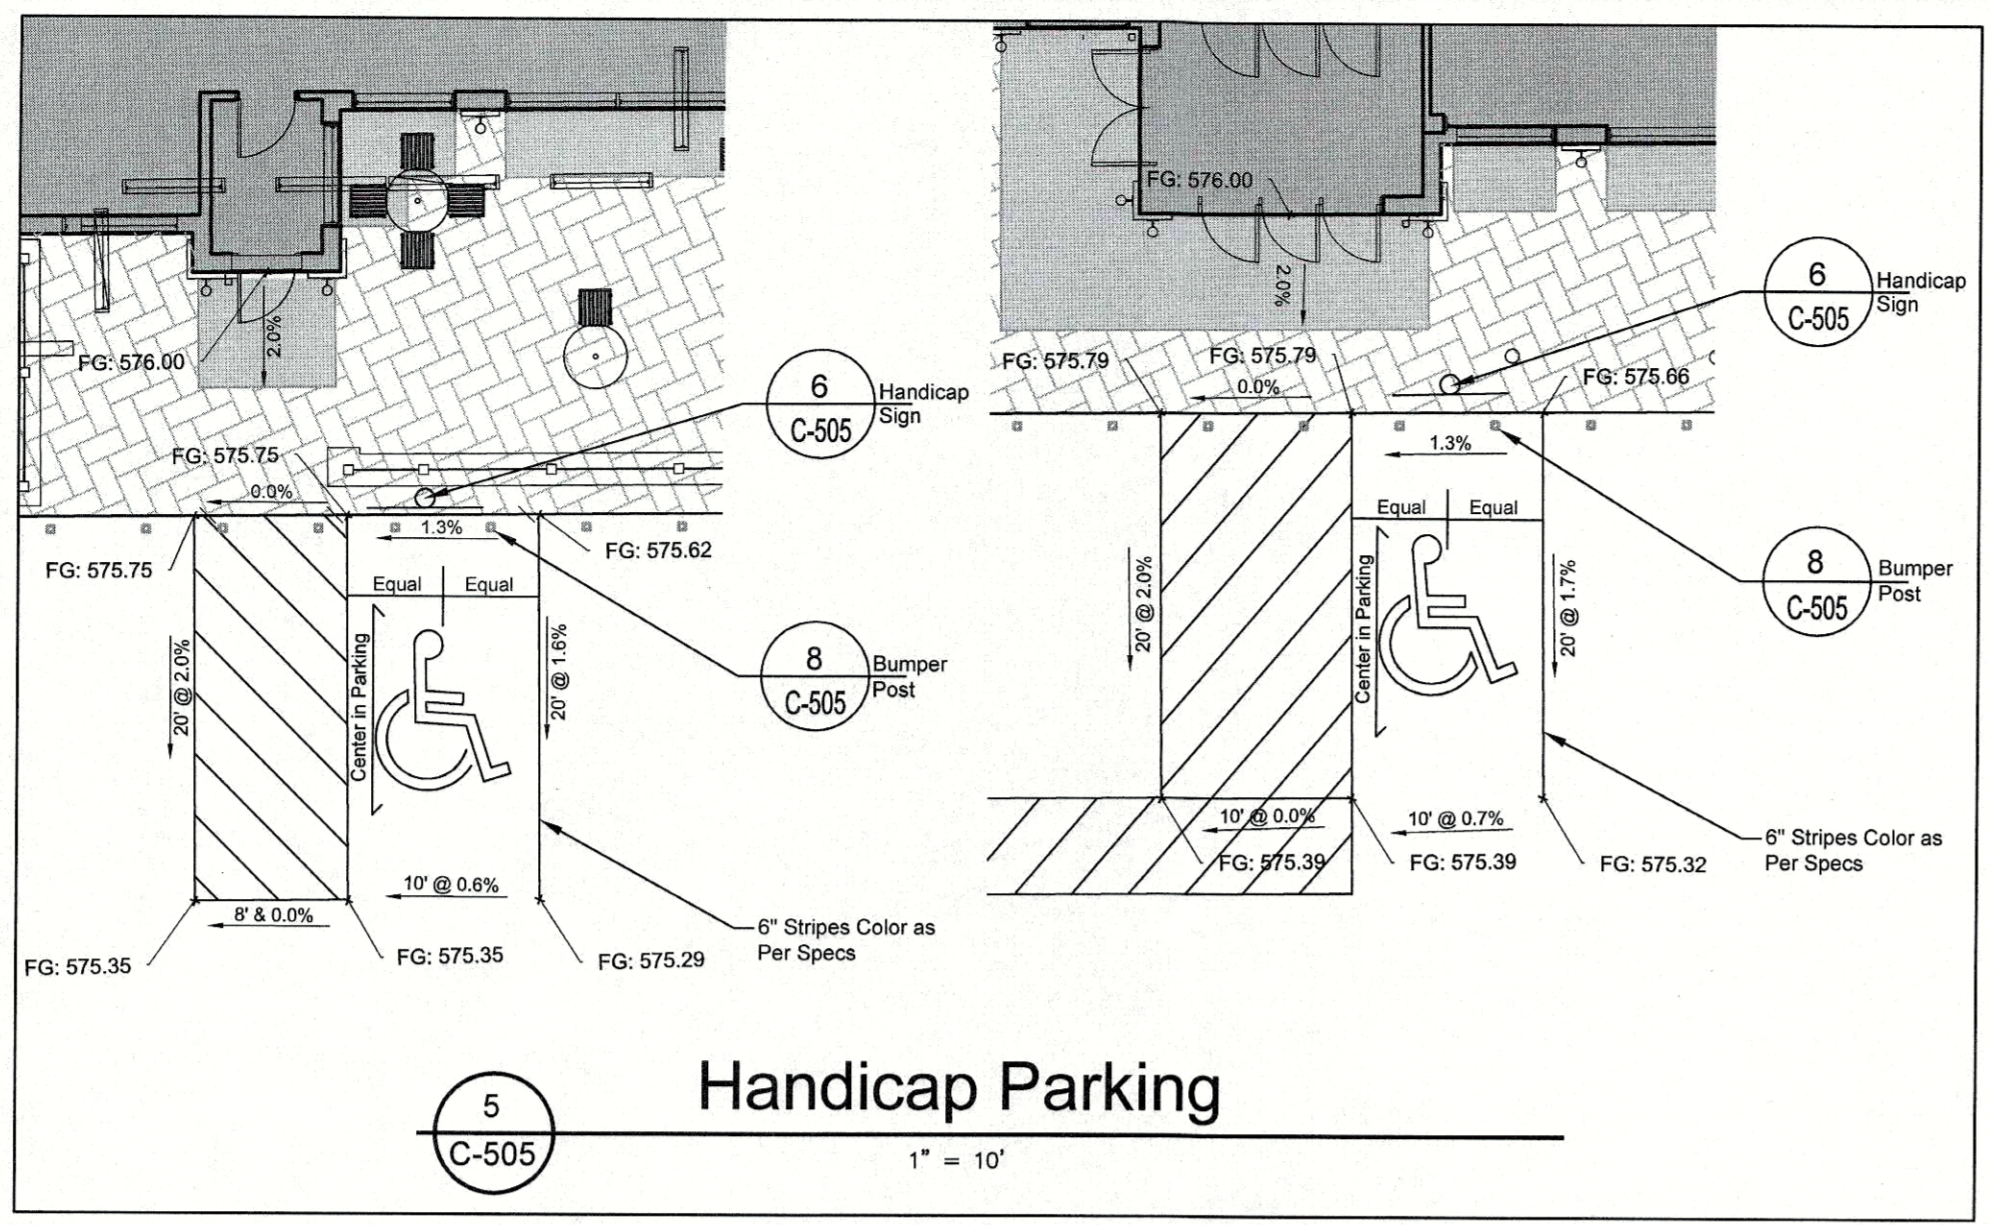 FG: 576.00
2.0%
FG: 575.75
0.0%
1.3%
FG: 575.75
FG: 575.62
Equal
Equal
20' @ 2.0%
Center in Parking
20' @ 1.6%
10' @ 0.6%
8' & 0.0%
FG: 575.35
FG: 575.35
FG: 575.29
6
C-505
Handicap
Sign
8
C-505
Bumper
Post
6" Stripes Color as
Per Specs
FG: 576.00
2.0%
FG: 575.79
FG: 575.79
0.0%
FG: 575.66
1.3%
Equal
Equal
20' @ 2.0%
Center in Parking
20' @ 1.7%
10' @ 0.0%
10' @ 0.7%
FG: 575.39
FG: 575.39
FG: 575.32
6
C-505
Handicap
Sign
8
C-505
Bumper
Post
6" Stripes Color as
Per Specs
5
C-505
Handicap Parking
1" = 10'